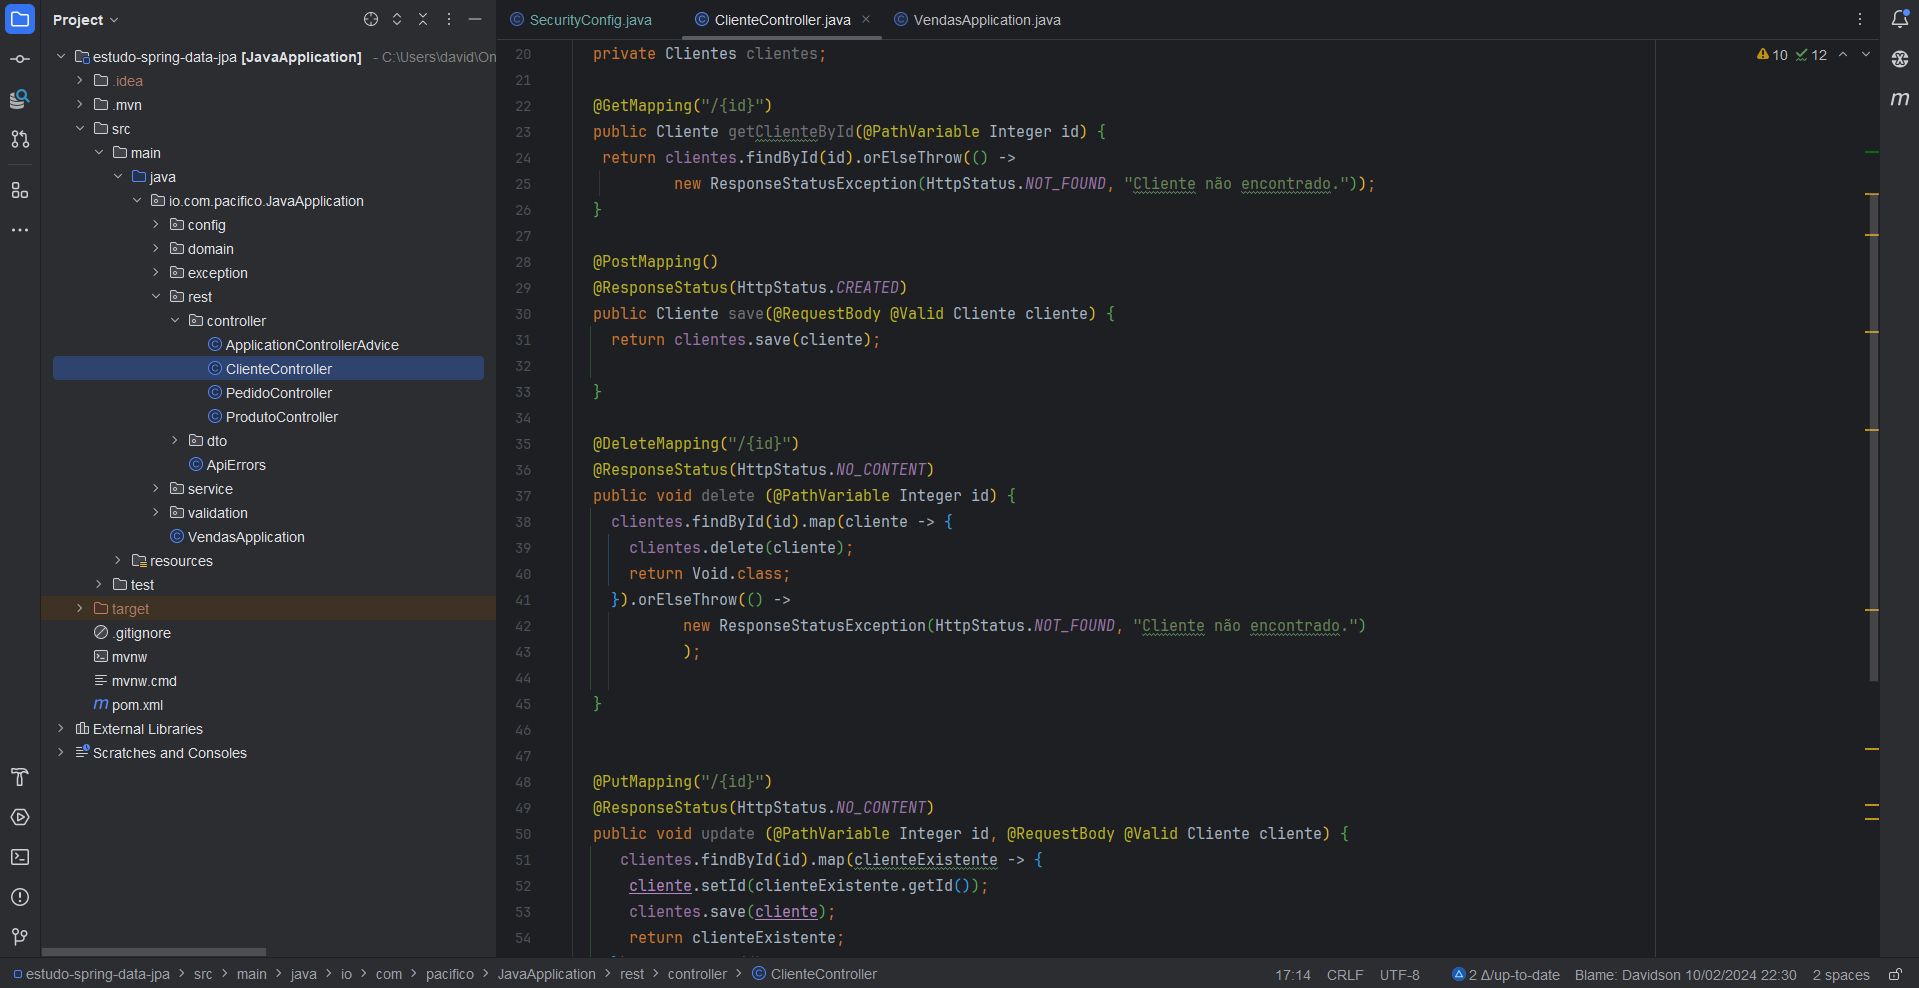 Project
estudo-spring-data-jpa [JavaApplication] - C:\Users\david\On
.idea
.mvn
src
main
java
io.com.pacifico.JavaApplication
config
domain
exception
rest
controller
ApplicationControllerAdvice
ClienteController
PedidoController
ProdutoController
dto
ApiErrors
service
validation
VendasApplication
resources
test
target
.gitignore
mvnw
mvnw.cmd
pom.xml
External Libraries
Scratches and Consoles
SecurityConfig.java ClienteController.java VendasApplication.java
10 12
20 private Clientes clientes;
21
22 @GetMapping("/{id}")
23 public Cliente getClienteById(@PathVariable Integer id) {
24 return clientes.findById(id).orElseThrow(() ->
25 new ResponseStatusException(HttpStatus.NOT_FOUND, "Cliente não encontrado."));
26 }
27
28 @PostMapping()
29 @ResponseStatus(HttpStatus.CREATED)
30 public Cliente save(@RequestBody @Valid Cliente cliente) {
31 return clientes.save(cliente);
32
33 }
34
35 @DeleteMapping("/{id}")
36 @ResponseStatus(HttpStatus.NO_CONTENT)
37 public void delete (@PathVariable Integer id) {
38 clientes.findById(id).map(cliente -> {
39 clientes.delete(cliente);
40 return Void.class;
41 }).orElseThrow(() ->
42 new ResponseStatusException(HttpStatus.NOT_FOUND, "Cliente não encontrado.")
43 );
44
45 }
46
47
48 @PutMapping("/{id}")
49 @ResponseStatus(HttpStatus.NO_CONTENT)
50 public void update (@PathVariable Integer id, @RequestBody @Valid Cliente cliente) {
51 clientes.findById(id).map(clienteExistente -> {
52 cliente.setId(clienteExistente.getId());
53 clientes.save(cliente);
54 return clienteExistente;
estudo-spring-data-jpa > src > main > java > io > com > pacifico > JavaApplication > rest > controller > ClienteController
17:14 CRLF UTF-8 2 Δ/up-to-date Blame: Davidson 10/02/2024 22:30 2 spaces